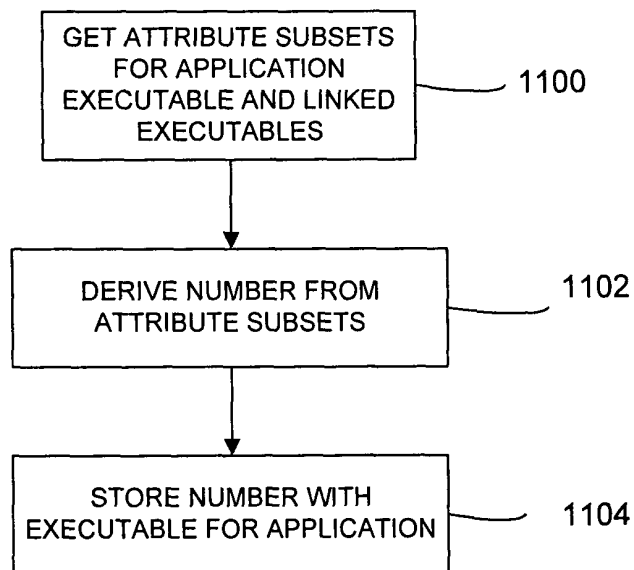 GET ATTRIBUTE SUBSETS
FOR APPLICATION
EXECUTABLE AND LINKED
EXECUTABLES
1100
DERIVE NUMBER FROM
ATTRIBUTE SUBSETS
1102
STORE NUMBER WITH
EXECUTABLE FOR APPLICATION
1104